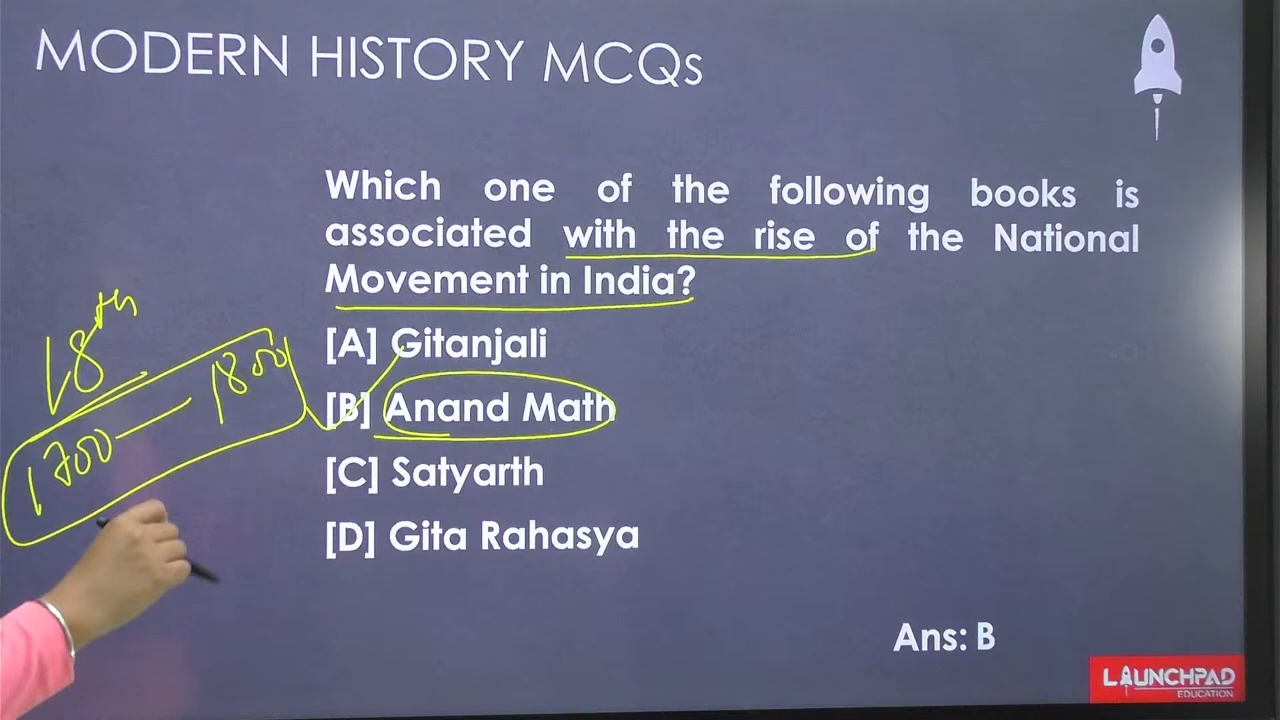 MODERN HISTORY MCQs
Which one of the following books is
associated with the rise of the National
Movement in India?
[A] Gitanjali
[B] Anand Math
[C] Satyarth
[D] Gita Rahasya
18th
1700 — 1800
Ans: B
LAUNCHPAD
EDUCATION